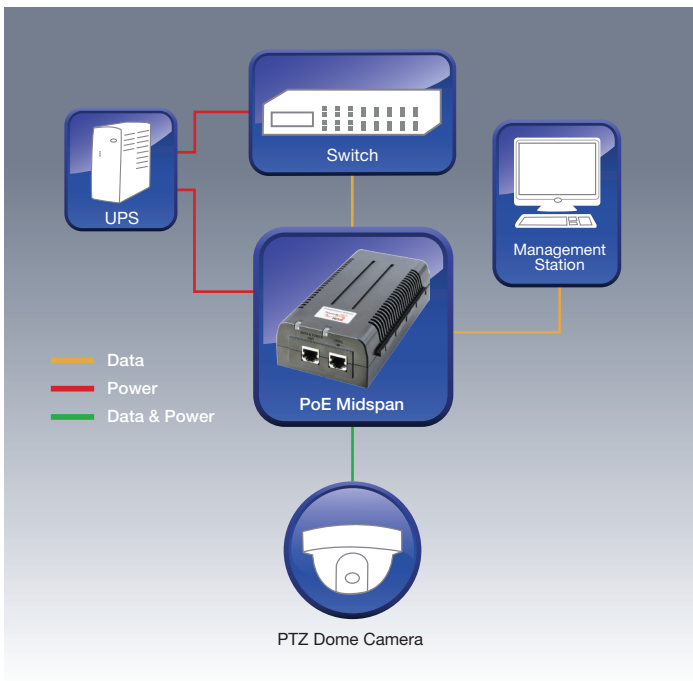 Switch
UPS
Management
Station
PoE Midspan
Data
Power
Data & Power
PTZ Dome Camera